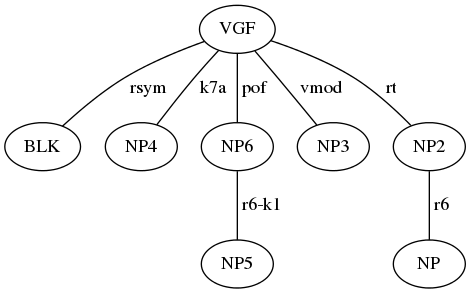 VGF
rsym k7a pof vmod rt
BLK NP4 NP6 NP3 NP2
r6-k1 r6
NP5 NP